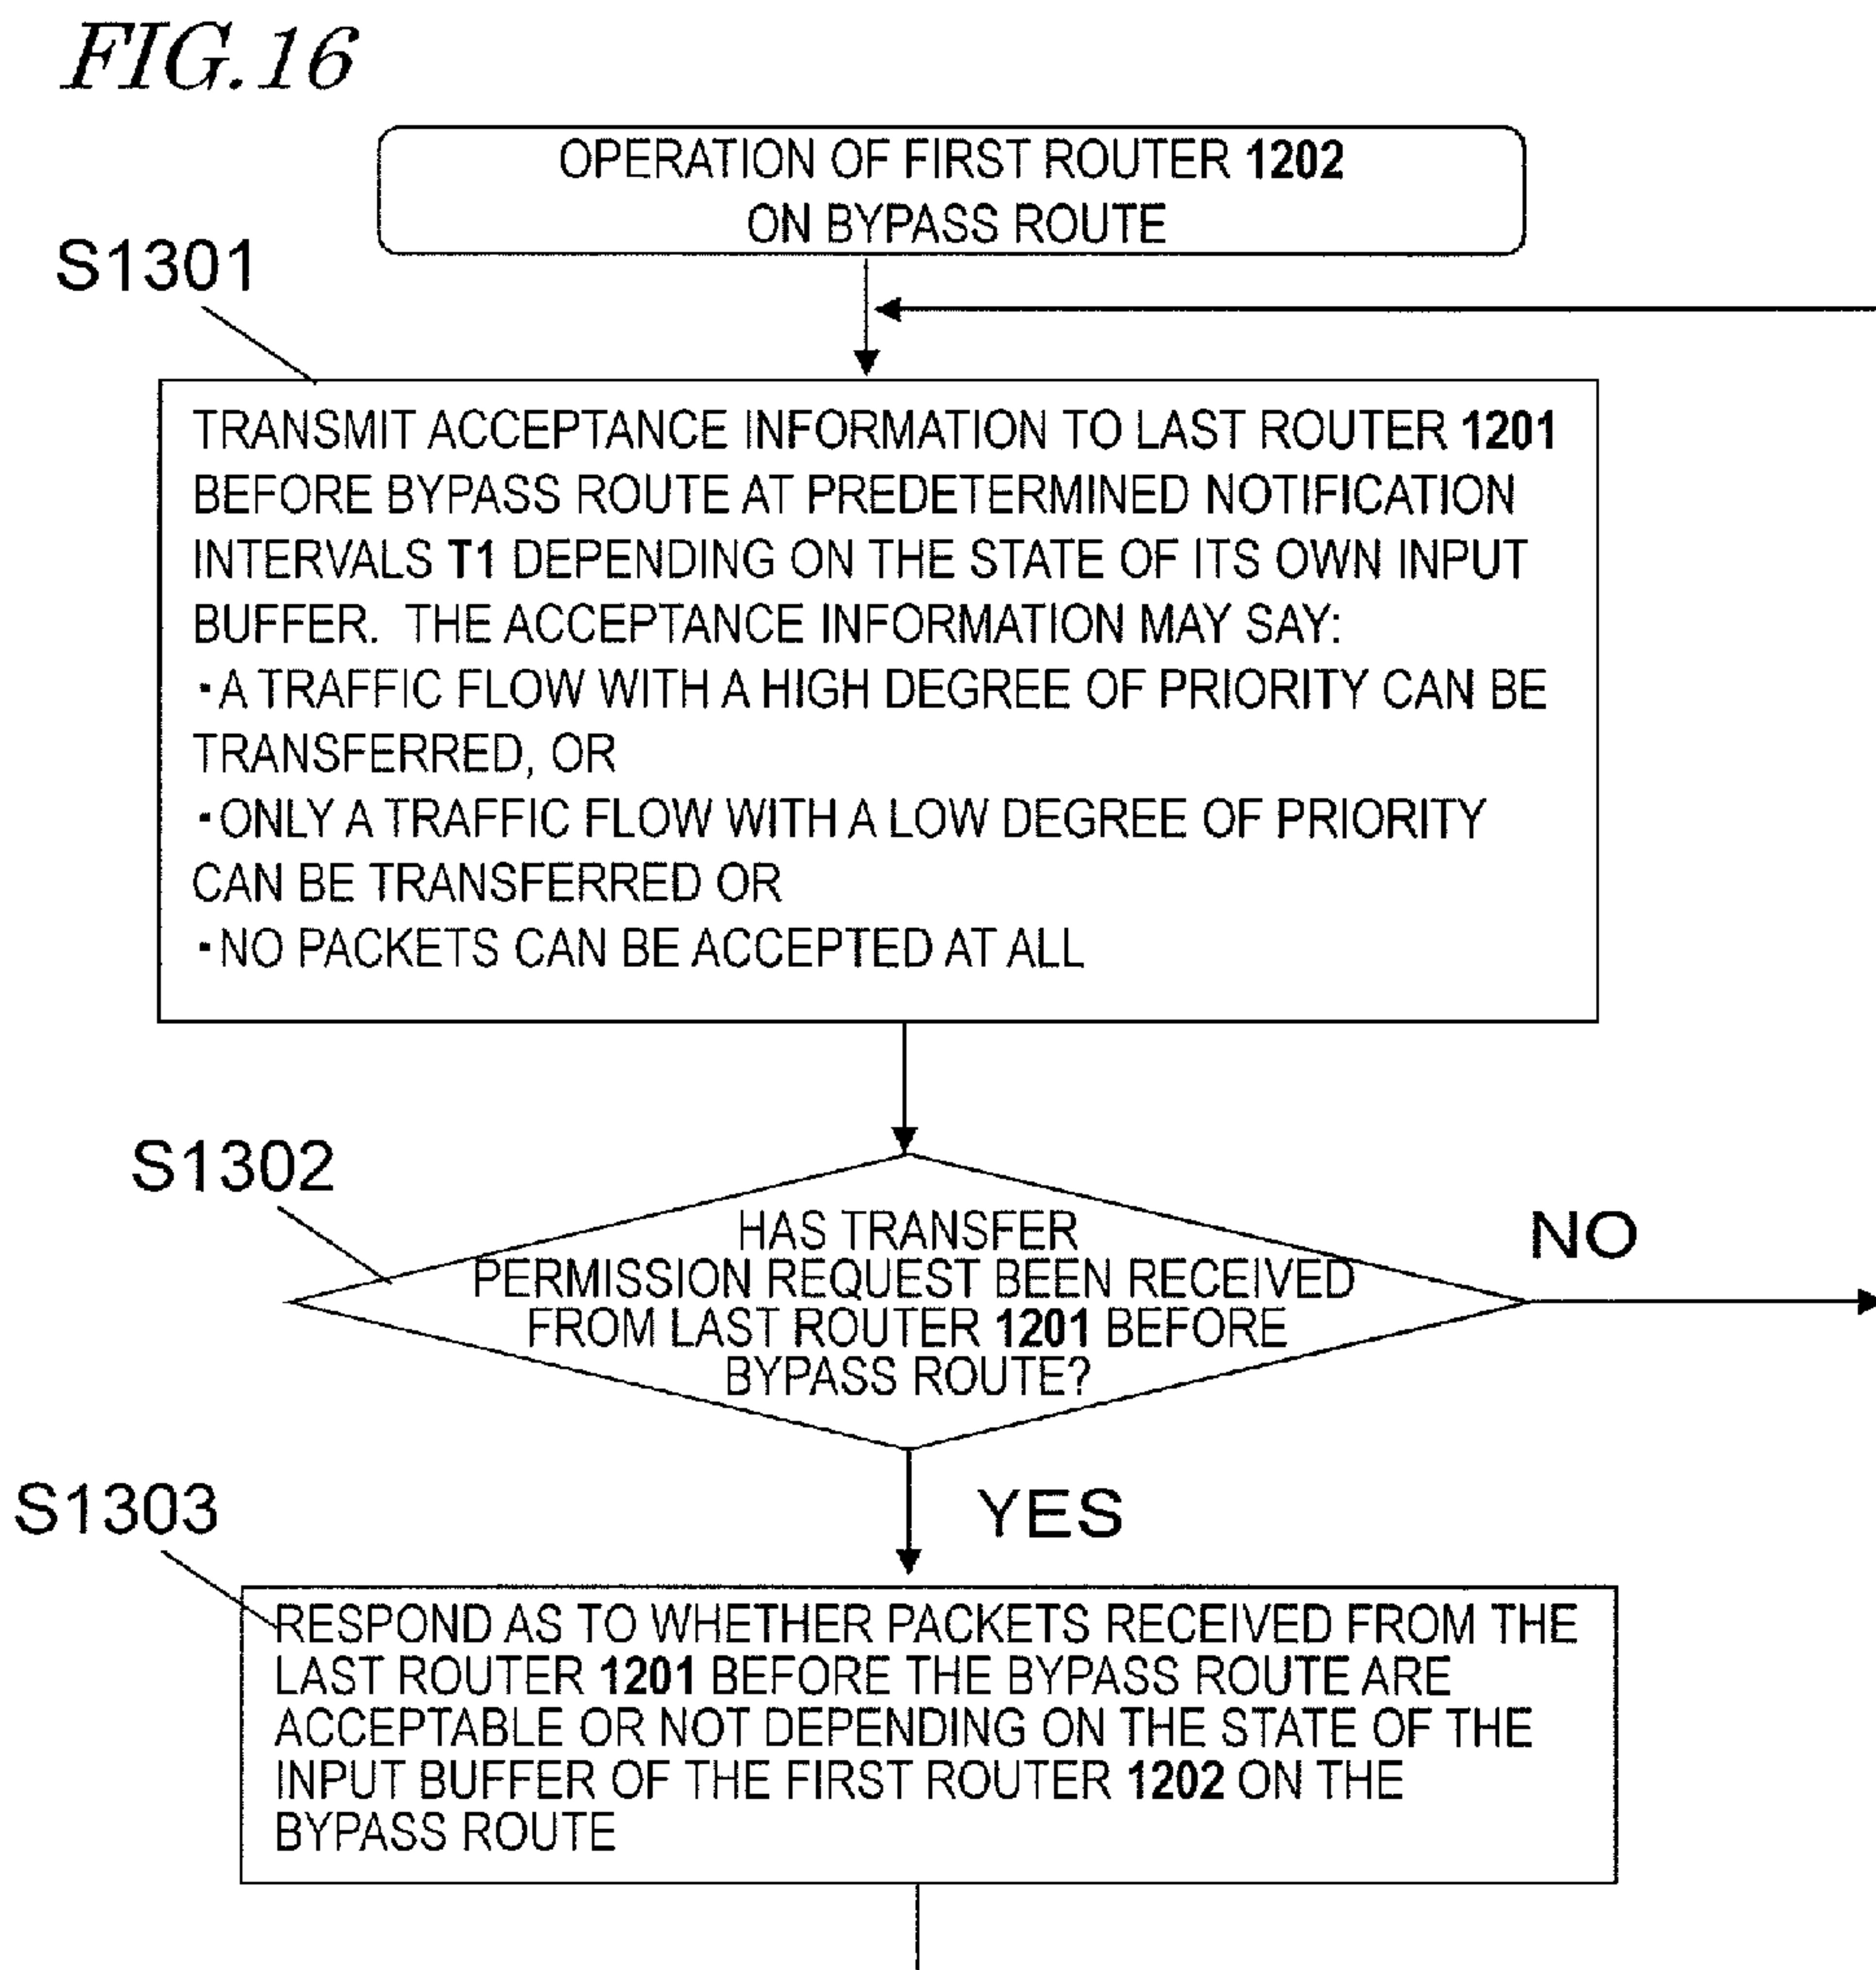 FIG.16
OPERATION OF FIRST ROUTER 1202
ON BYPASS ROUTE
S1301
TRANSMIT ACCEPTANCE INFORMATION TO LAST ROUTER 1201
BEFORE BYPASS ROUTE AT PREDETERMINED NOTIFICATION
INTERVALS T1 DEPENDING ON THE STATE OF ITS OWN INPUT
BUFFER. THE ACCEPTANCE INFORMATION MAY SAY:
・A TRAFFIC FLOW WITH A HIGH DEGREE OF PRIORITY CAN BE
TRANSFERRED, OR
・ONLY A TRAFFIC FLOW WITH A LOW DEGREE OF PRIORITY
CAN BE TRANSFERRED OR
・NO PACKETS CAN BE ACCEPTED AT ALL
S1302
HAS TRANSFER
PERMISSION REQUEST BEEN RECEIVED
FROM LAST ROUTER 1201 BEFORE
BYPASS ROUTE?
NO
YES
S1303
RESPOND AS TO WHETHER PACKETS RECEIVED FROM THE
LAST ROUTER 1201 BEFORE THE BYPASS ROUTE ARE
ACCEPTABLE OR NOT DEPENDING ON THE STATE OF THE
INPUT BUFFER OF THE FIRST ROUTER 1202 ON THE
BYPASS ROUTE